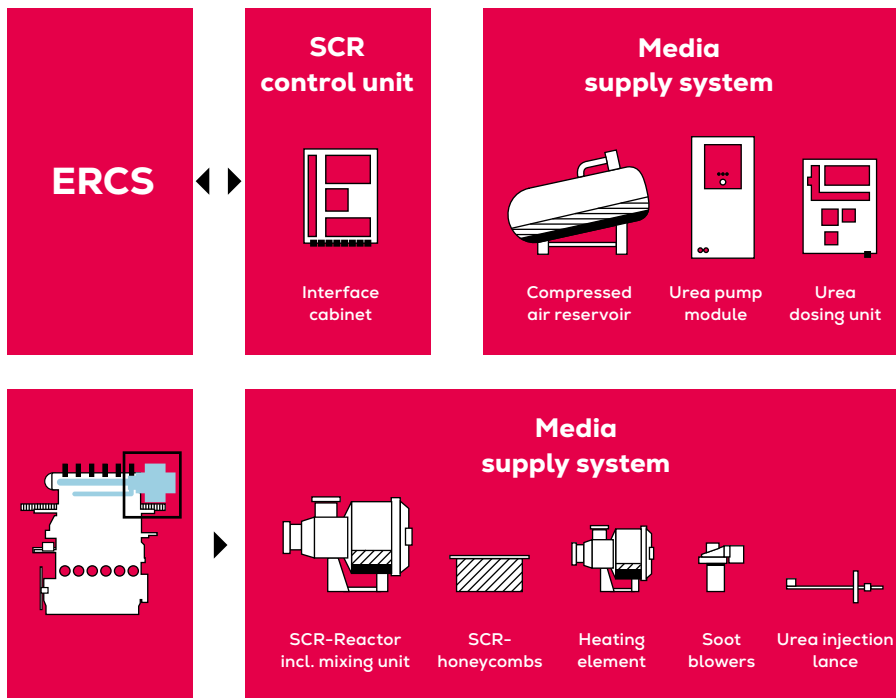 ERCS
SCR
control unit
Interface
cabinet
Media
supply system
Compressed
air reservoir
Urea pump
module
Urea
dosing unit
Media
supply system
SCR-Reactor
incl. mixing unit
SCR-
honeycombs
Heating
element
Soot
blowers
Urea injection
lance